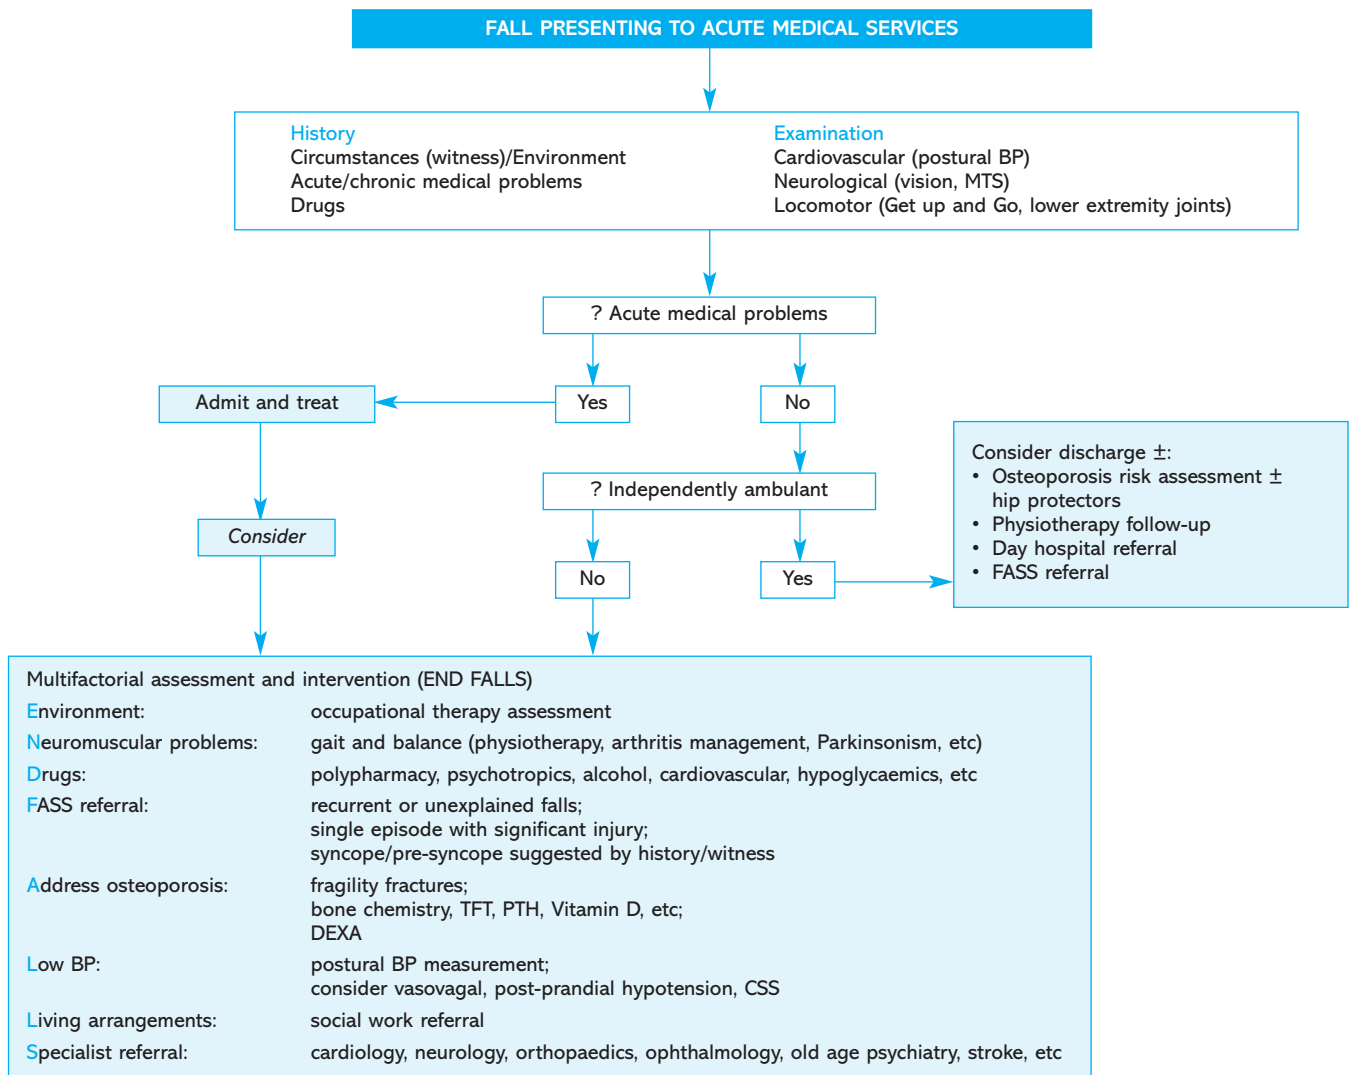 FALL PRESENTING TO ACUTE MEDICAL SERVICES
History
Circumstances (witness)/Environment
Acute/chronic medical problems
Drugs
Examination
Cardiovascular (postural BP)
Neurological (vision, MTS)
Locomotor (Get up and Go, lower extremity joints)
? Acute medical problems
Admit and treat
Yes
No
Consider
? Independently ambulant
No
Yes
Consider discharge ±:
• Osteoporosis risk assessment ±
hip protectors
• Physiotherapy follow-up
• Day hospital referral
• FASS referral
Multifactorial assessment and intervention (END FALLS)
Environment: occupational therapy assessment
Neuromuscular problems: gait and balance (physiotherapy, arthritis management, Parkinsonism, etc)
Drugs: polypharmacy, psychotropics, alcohol, cardiovascular, hypoglycaemics, etc
FASS referral: recurrent or unexplained falls;
single episode with significant injury;
syncope/pre-syncope suggested by history/witness
Address osteoporosis: fragility fractures;
bone chemistry, TFT, PTH, Vitamin D, etc;
DEXA
Low BP: postural BP measurement;
consider vasovagal, post-prandial hypotension, CSS
Living arrangements: social work referral
Specialist referral: cardiology, neurology, orthopaedics, ophthalmology, old age psychiatry, stroke, etc